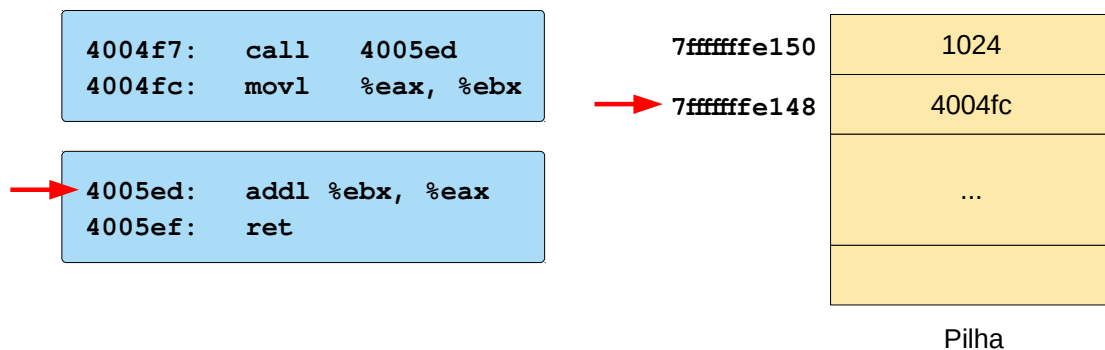 4004f7: call 4005ed
4004fc: movl %eax, %ebx
4005ed: addl %ebx, %eax
4005ef: ret
7fffffffe150 1024
7fffffffe148 4004fc
...
Pilha